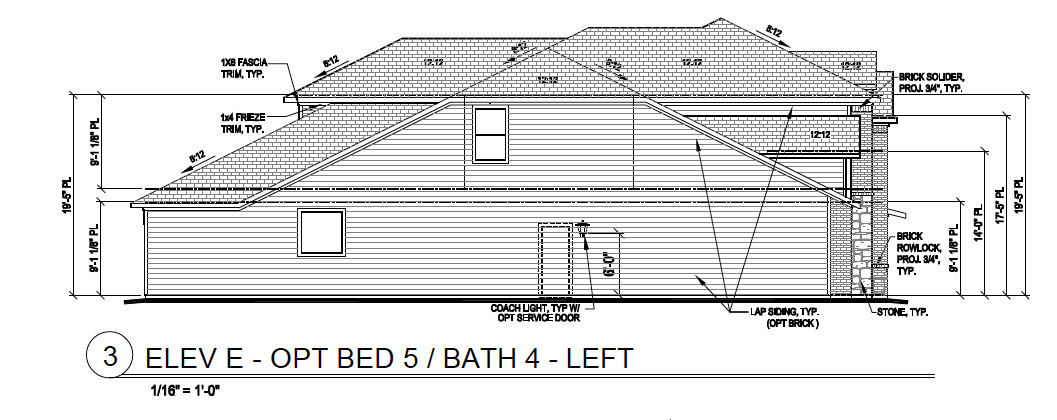 8:12
8:12
8:12
8:12
12:12
12:12
12:12
12:12
1X8 FASCIA
TRIM, TYP.
BRICK SOLIDER,
PROJ. 3/4", TYP.
1x4 FRIEZE
TRIM, TYP.
12:12
8:12
9'-1 1/8" PL
19'-5" PL
9'-1 1/8" PL
6'-0"
9'-1 1/8" PL
14'-0" PL
17'-5" PL
19'-5" PL
BRICK
ROWLOCK,
PROJ. 3/4",
TYP.
COACH LIGHT, TYP W/
OPT SERVICE DOOR
LAP SIDING, TYP.
(OPT BRICK )
STONE, TYP.
3 ELEV E - OPT BED 5 / BATH 4 - LEFT
1/16" = 1'-0"